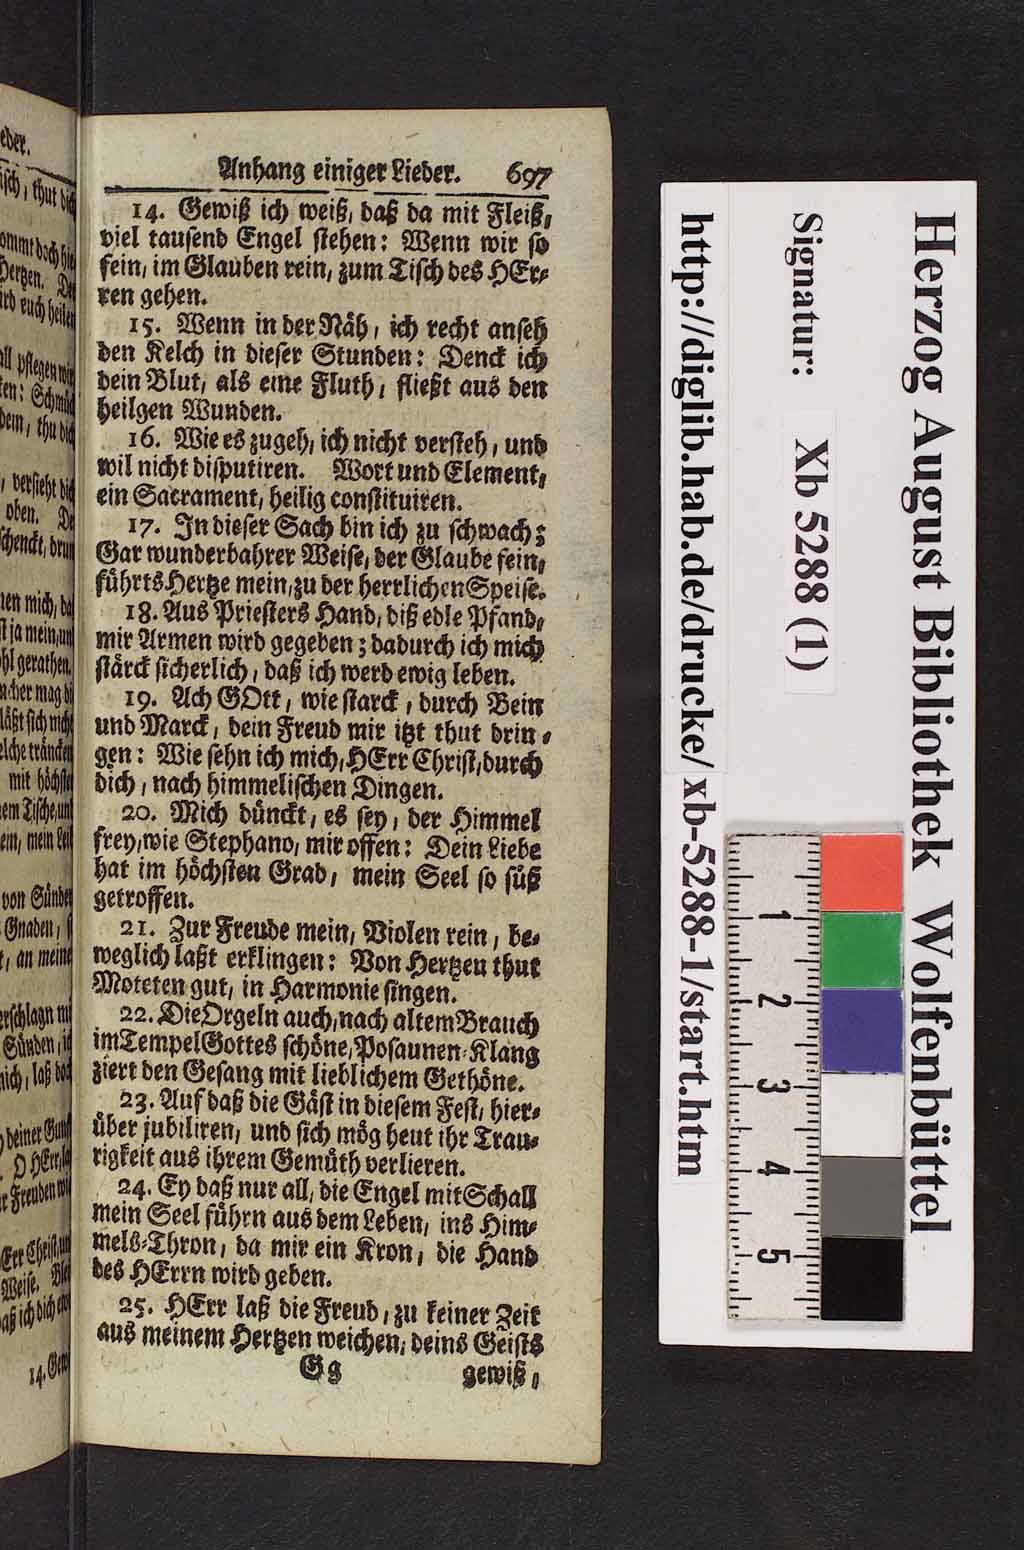 Anhang einiger Lieder. 697
14. Gewiß ich weiß, daß da mit Fleiß,
viel tausend Engel stehen: Wenn wir so
fein, im Glauben rein, zum Tisch des HEr-
ren gehen.
15. Wenn in der Näh, ich recht anseh
den Kelch in dieser Stunden: Denck ich
dein Blut, als eine Fluth, fließt aus den
heilgen Wunden.
16. Wie es zugeh, ich nicht versteh, und
wil nicht disputiren. Wort und Element,
ein Sacrament, heilig constituiren.
17. In dieser Sach bin ich zu schwach;
Gar wunderbahrer Weise, der Glaube fein,
führts Hertze mein, zu der herrlichen Speise.
18. Aus Priesters Hand, diß edle Pfand,
mir Armen wird gegeben; dadurch ich mich
stärck sicherlich, daß ich werd ewig leben.
19. Ach GOtt, wie starck, durch Bein
und Marck, dein Freud mir itzt thut drin-
gen: Wie sehn ich mich, HErr Christ, durch
dich, nach himmelischen Dingen.
20. Mich dünckt, es sey, der Himmel
frey, wie Stephano, mir offen: Dein Liebe
hat im höchsten Grad, mein Seel so süß
getroffen.
21. Zur Freude mein, Violen rein, be-
weglich laßt erklingen: Von Hertzen thut
Moteten gut, in Harmonie singen.
22. Die Orgeln auch, nach altem Brauch
im Tempel Gottes schöne, Posaunen-Klang
ziert den Gesang mit lieblichem Gethöne.
23. Auf daß die Gäst in diesem Fest, hier-
über jubiliren, und sich mög heut ihr Trau-
rigkeit aus ihrem Gemüth verlieren.
24. Ey daß nur all, die Engel mit Schall
mein Seel führn aus dem Leben, ins Him-
mels-Thron, da mir ein Kron, die Hand
des HErrn wird geben.
25. HErr laß die Freud, zu keiner Zeit
aus meinem Hertzen weichen, deins Geists
Gg gewiß,
Herzog August Bibliothek Wolfenbüttel
Signatur: Xb 5288 (1)
http://diglib.hab.de/drucke/xb-5288-1/start.htm
1
2
3
4
5